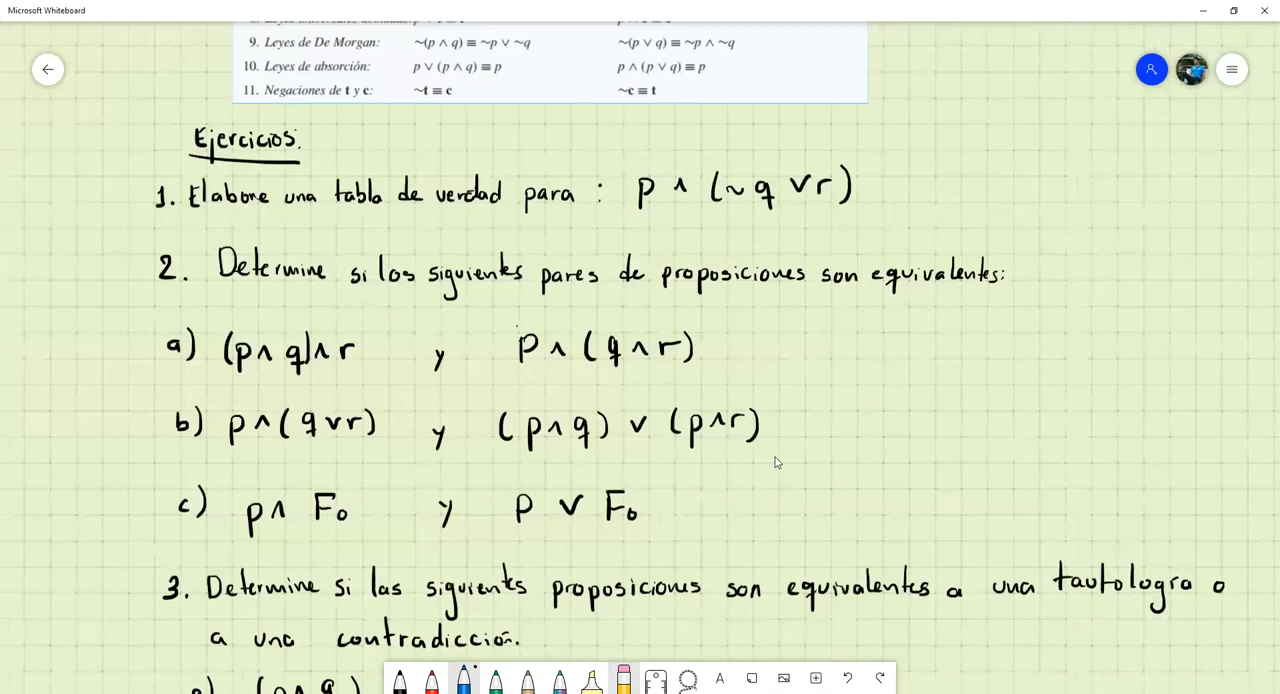 Microsoft Whiteboard
9. Leyes de De Morgan: ~(p ∧ q) ≡ ~p ∨ ~q ~(p ∨ q) ≡ ~p ∧ ~q
10. Leyes de absorción: p ∨ (p ∧ q) ≡ p p ∧ (p ∨ q) ≡ p
11. Negaciones de t y c: ~t ≡ c ~c ≡ t
Ejercicios:
1. Elabore una tabla de verdad para : p ∧ (~q ∨ r)
2. Determine si los siguientes pares de proposiciones son equivalentes:
a) (p ∧ q) ∧ r y p ∧ (q ∧ r)
b) p ∧ (q ∨ r) y (p ∧ q) ∨ (p ∧ r)
c) p ∧ F₀ y p ∨ F₀
3. Determine si las siguientes proposiciones son equivalentes a una tautologra o
a una contradicción.